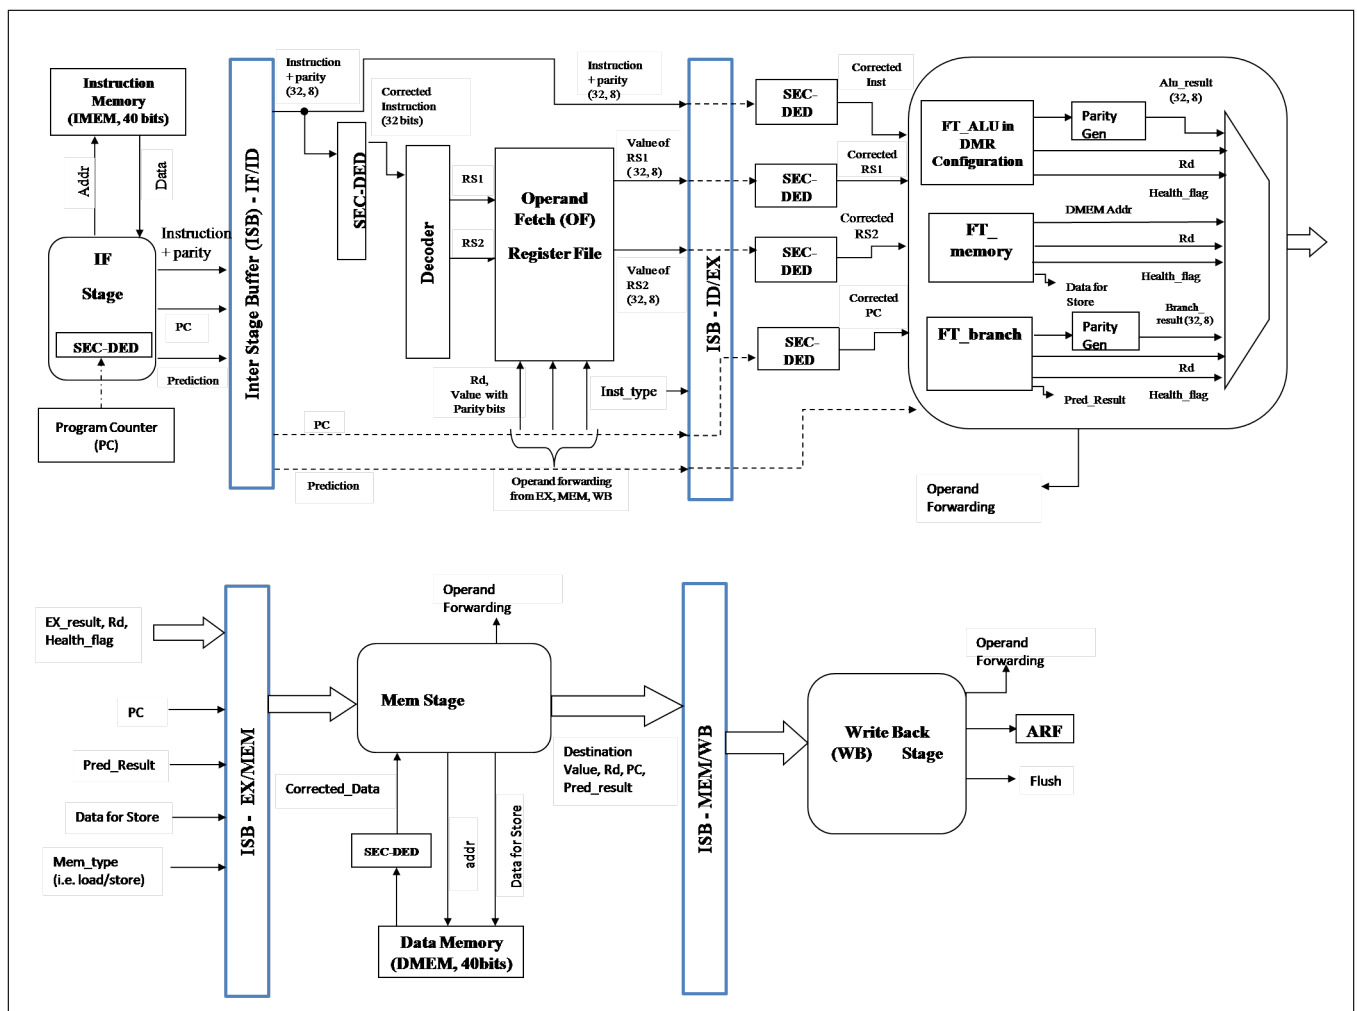 Instruction
Memory
(IMEM, 40 bits)
Addr
Data
IF
Stage
SEC-DED
Program Counter
(PC)
Instruction
+ parity
PC
Prediction
Inter Stage Buffer (ISB) - IF/ID
Instruction
+ parity
(32, 8)
Corrected
Instruction
(32 bits)
SEC-DED
Decoder
RS1
RS2
Operand
Fetch (OF)
Register File
Instruction
+ parity
(32, 8)
Value of
RS1
(32, 8)
Value of
RS2
(32, 8)
Rd,
Value with
Parity bits
Inst_type
PC
Prediction
Operand forwarding
from EX, MEM, WB
ISB - ID/EX
SEC-
DED
SEC-
DED
SEC-
DED
SEC-
DED
Corrected
Inst
Corrected
RS1
Corrected
RS2
Corrected
PC
FT_ALU in
DMR
Configuration
Parity
Gen
Alu_result
(32, 8)
Rd
Health_flag
FT_
memory
DMEM Addr
Rd
Health_flag
Data for
Store
FT_branch
Parity
Gen
Branch_
result (32, 8)
Rd
Health_flag
Pred_Result
Operand
Forwarding
EX_result, Rd,
Health_flag
PC
Pred_Result
Data for Store
Mem_type
(i.e. load/store)
ISB - EX/MEM
Operand
Forwarding
Mem Stage
Corrected_Data
SEC-DED
addr
Data for Store
Data Memory
(DMEM, 40bits)
Destination
Value, Rd, PC,
Pred_result
ISB - MEM/WB
Write Back
(WB) Stage
Operand
Forwarding
ARF
Flush